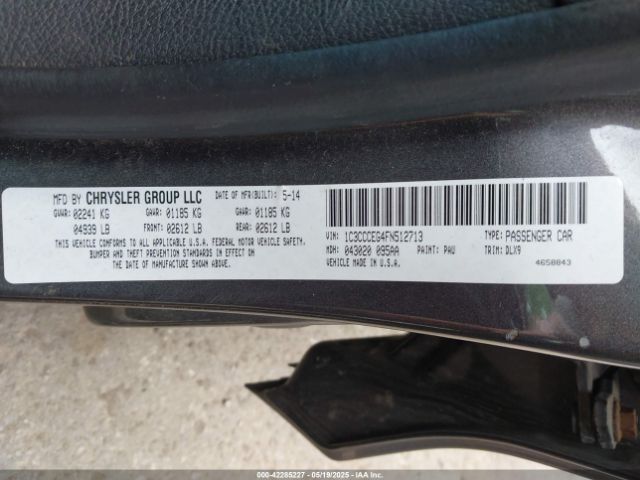 MFD BY CHRYSLER GROUP LLC DATE OF MFR(BUILT): 5-14
GVWR: 02241 KG GAWR: 01185 KG GAWR: 01185 KG
04939 LB FRONT: 02612 LB REAR: 02612 LB
THIS VEHICLE CONFORMS TO ALL APPLICABLE U.S.A. FEDERAL MOTOR VEHICLE SAFETY,
BUMPER AND THEFT PREVENTION STANDARDS IN EFFECT
ON THE DATE OF MANUFACTURE SHOWN ABOVE.
VIN: 1C3CCCEG4FN512713 TYPE: PASSENGER CAR
MDH: 043020 095AA PAINT: PAU TRIM: DLX9
VEHICLE MADE IN U.S.A. 4658843
000-42285227 - 05/19/2025 - IAAI.COM